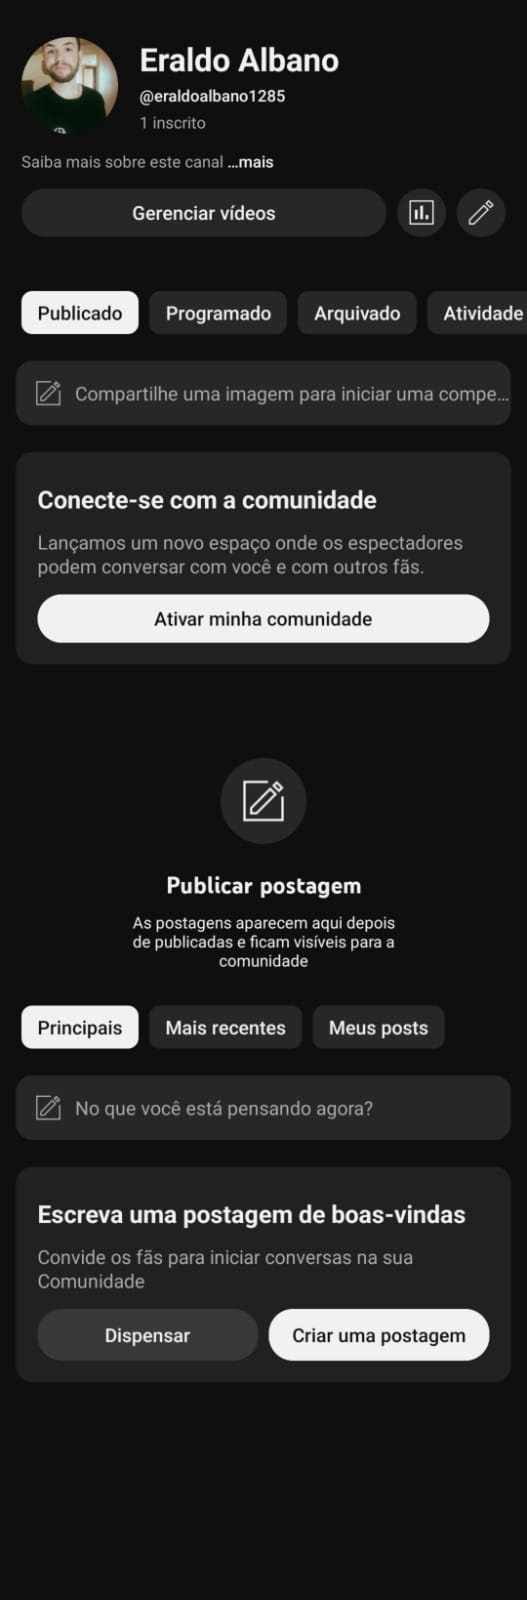 Eraldo Albano
@eraldoalbano1285
1 inscrito
Saiba mais sobre este canal ...mais
Gerenciar vídeos
Publicado
Programado
Arquivado
Atividade
Compartilhe uma imagem para iniciar uma compe...
Conecte-se com a comunidade
Lançamos um novo espaço onde os espectadores
podem conversar com você e com outros fãs.
Ativar minha comunidade
Publicar postagem
As postagens aparecem aqui depois
de publicadas e ficam visíveis para a
comunidade
Principais
Mais recentes
Meus posts
No que você está pensando agora?
Escreva uma postagem de boas-vindas
Convide os fãs para iniciar conversas na sua
Comunidade
Dispensar
Criar uma postagem